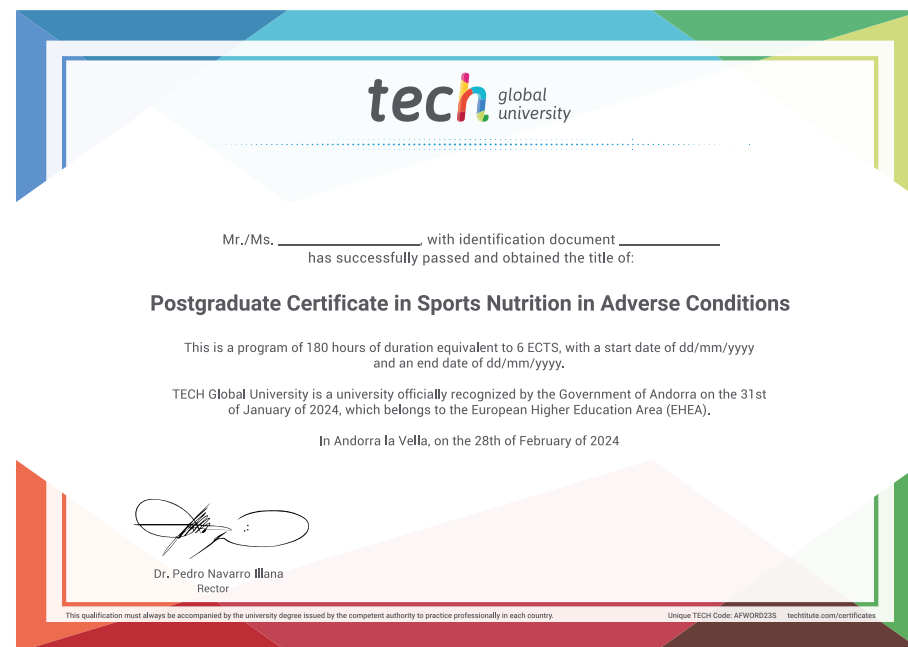 tech global
university
Mr./Ms. ____________________, with identification document ______________
has successfully passed and obtained the title of:
Postgraduate Certificate in Sports Nutrition in Adverse Conditions
This is a program of 180 hours of duration equivalent to 6 ECTS, with a start date of dd/mm/yyyy
and an end date of dd/mm/yyyy.
TECH Global University is a university officially recognized by the Government of Andorra on the 31st
of January of 2024, which belongs to the European Higher Education Area (EHEA).
In Andorra la Vella, on the 28th of February of 2024
Dr. Pedro Navarro Illana
Rector
This qualification must always be accompanied by the university degree issued by the competent authority to practice professionally in each country. Unique TECH Code: AFWORD23S techtitute.com/certificates